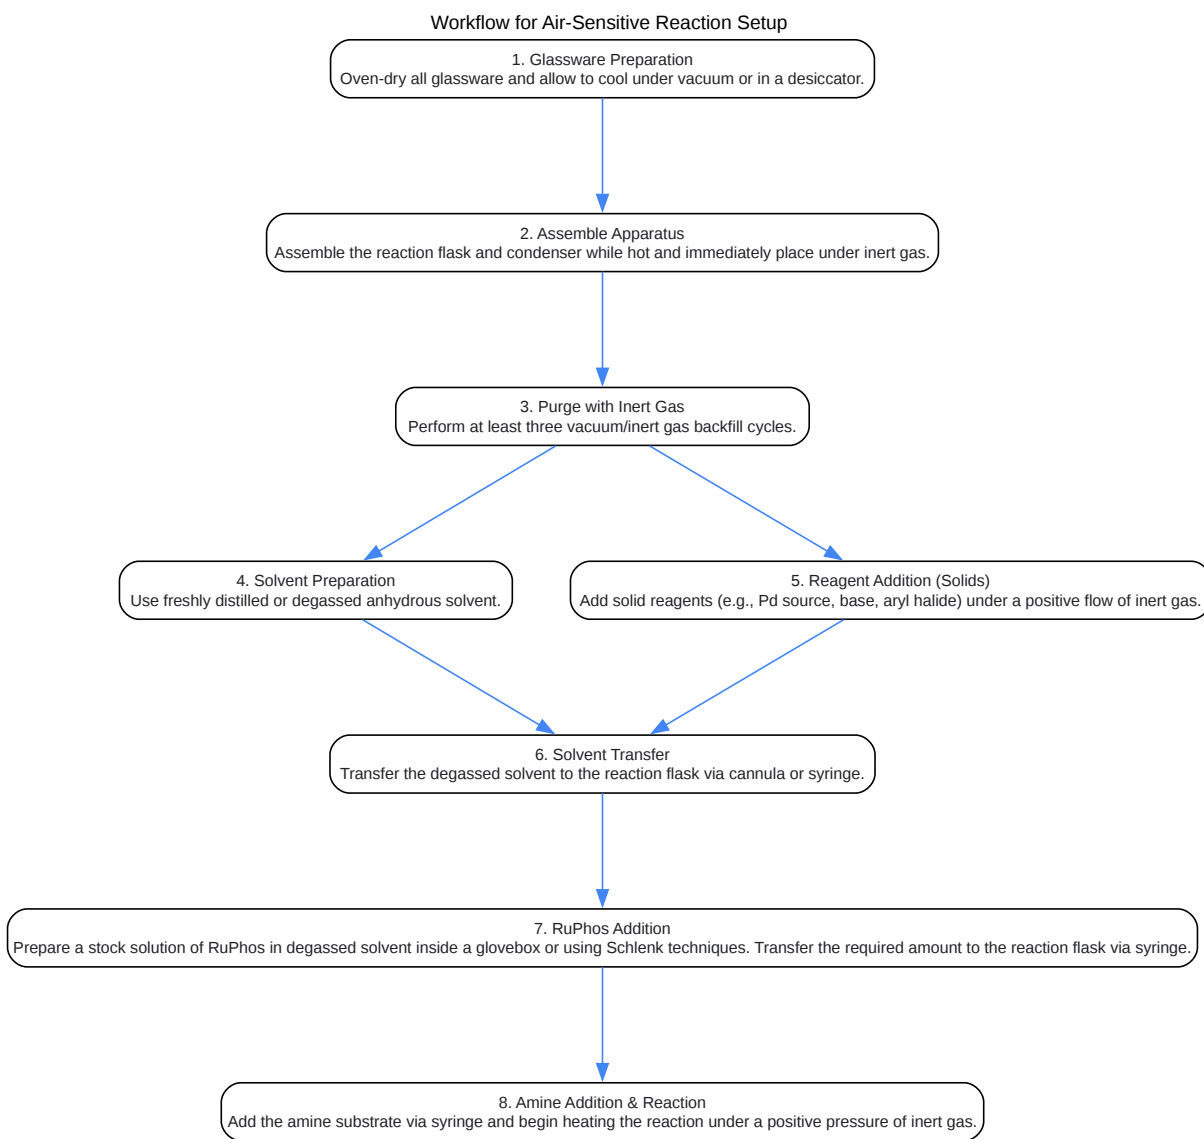 Workflow for Air-Sensitive Reaction Setup
1. Glassware Preparation
Oven-dry all glassware and allow to cool under vacuum or in a desiccator.
2. Assemble Apparatus
Assemble the reaction flask and condenser while hot and immediately place under inert gas.
3. Purge with Inert Gas
Perform at least three vacuum/inert gas backfill cycles.
4. Solvent Preparation
Use freshly distilled or degassed anhydrous solvent.
5. Reagent Addition (Solids)
Add solid reagents (e.g., Pd source, base, aryl halide) under a positive flow of inert gas.
6. Solvent Transfer
Transfer the degassed solvent to the reaction flask via cannula or syringe.
7. RuPhos Addition
Prepare a stock solution of RuPhos in degassed solvent inside a glovebox or using Schlenk techniques. Transfer the required amount to the reaction flask via syringe.
8. Amine Addition & Reaction
Add the amine substrate via syringe and begin heating the reaction under a positive pressure of inert gas.